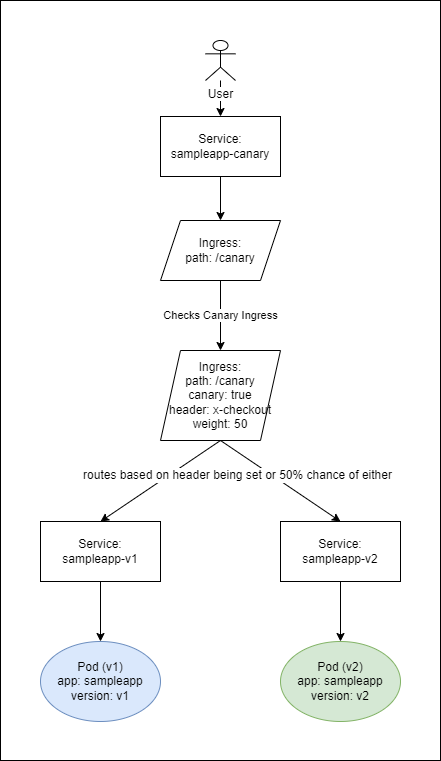 User
Service:
sampleapp-canary
Ingress:
path: /canary
Checks Canary Ingress
Ingress:
path: /canary
canary: true
header: x-checkout
weight: 50
routes based on header being set or 50% chance of either
Service:
sampleapp-v1
Service:
sampleapp-v2
Pod (v1)
app: sampleapp
version: v1
Pod (v2)
app: sampleapp
version: v2